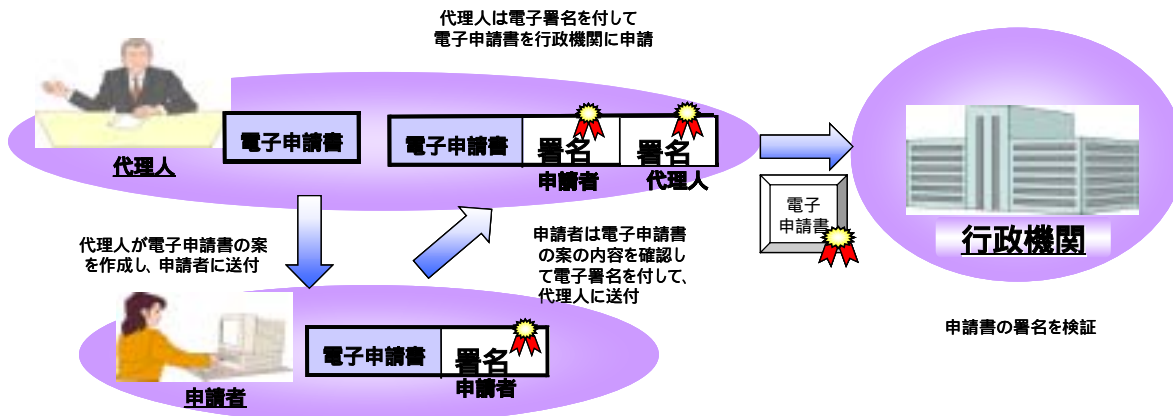 代理人は電子署名を付して
電子申請書を行政機関に申請
電子申請書
代理人
電子申請書
署名
署名
申請者
代理人
電子
申請書
行政機関
代理人が電子申請書の案
を作成し、申請者に送付
申請者は電子申請書
の案の内容を確認し
て電子署名を付して、
代理人に送付
申請書の署名を検証
電子申請書
署名
申請者
申請者